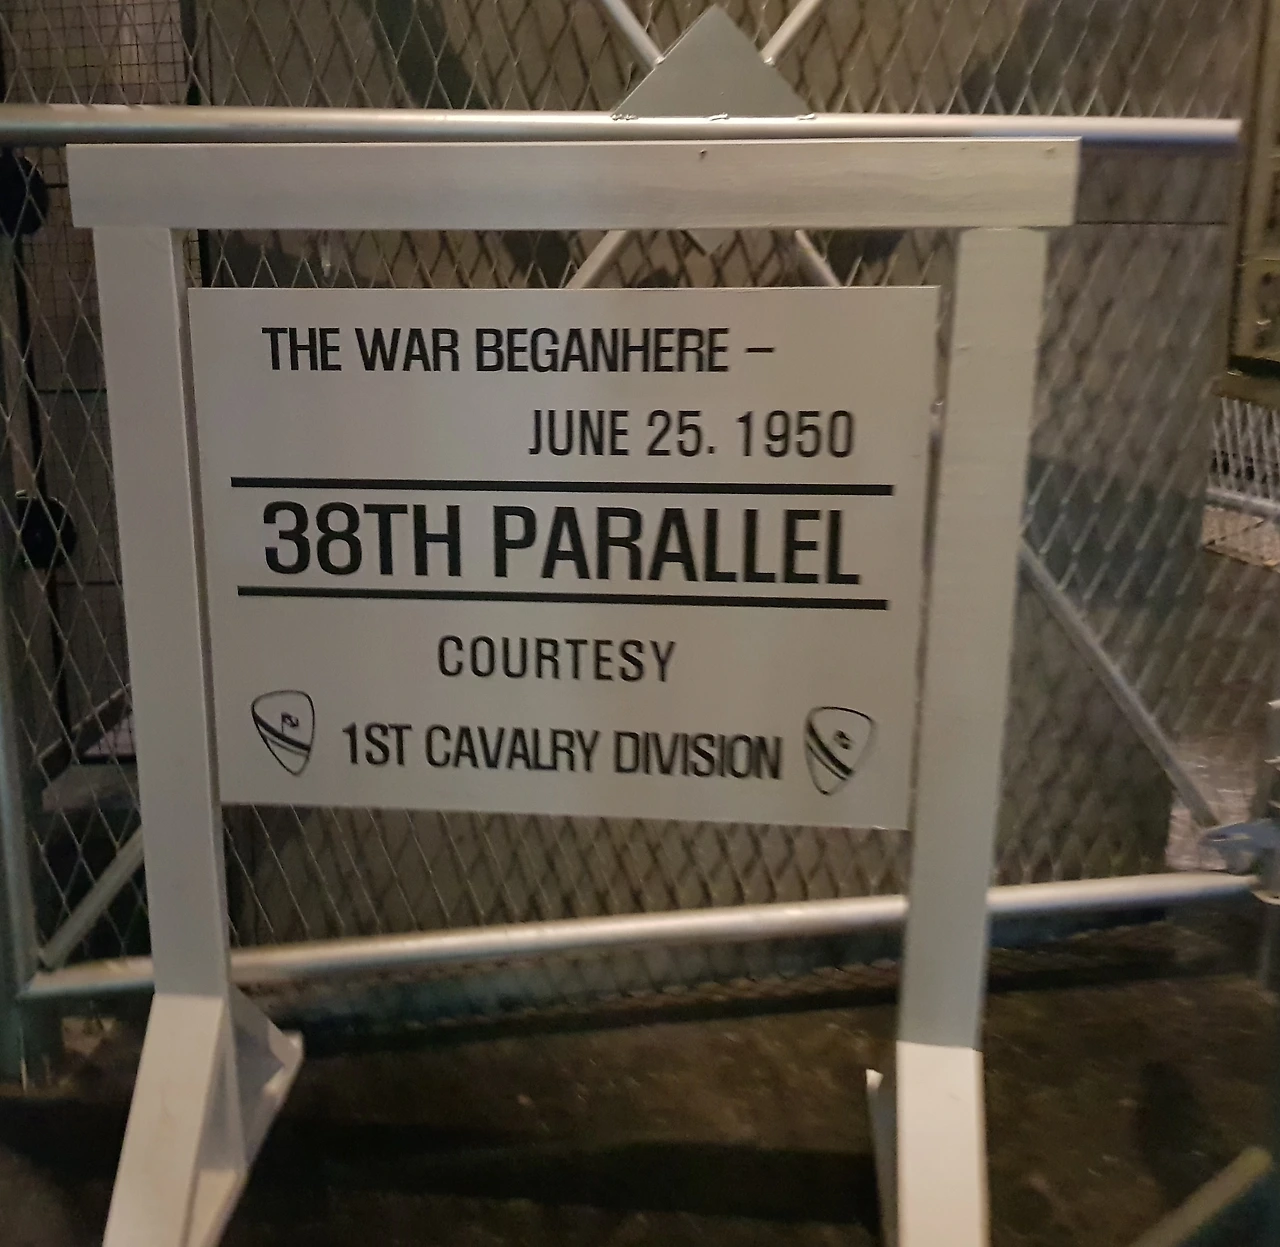 THE WAR BEGANHERE –
JUNE 25. 1950
38TH PARALLEL
COURTESY
1ST CAVALRY DIVISION